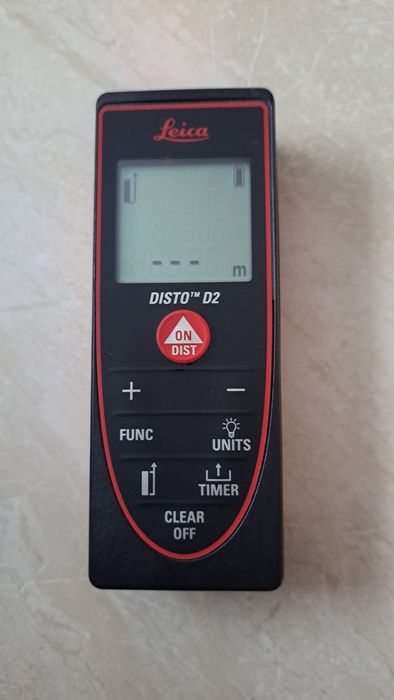 Leica
- - - m
DISTO™ D2
ON
DIST
+ −
FUNC UNITS
TIMER
CLEAR
OFF